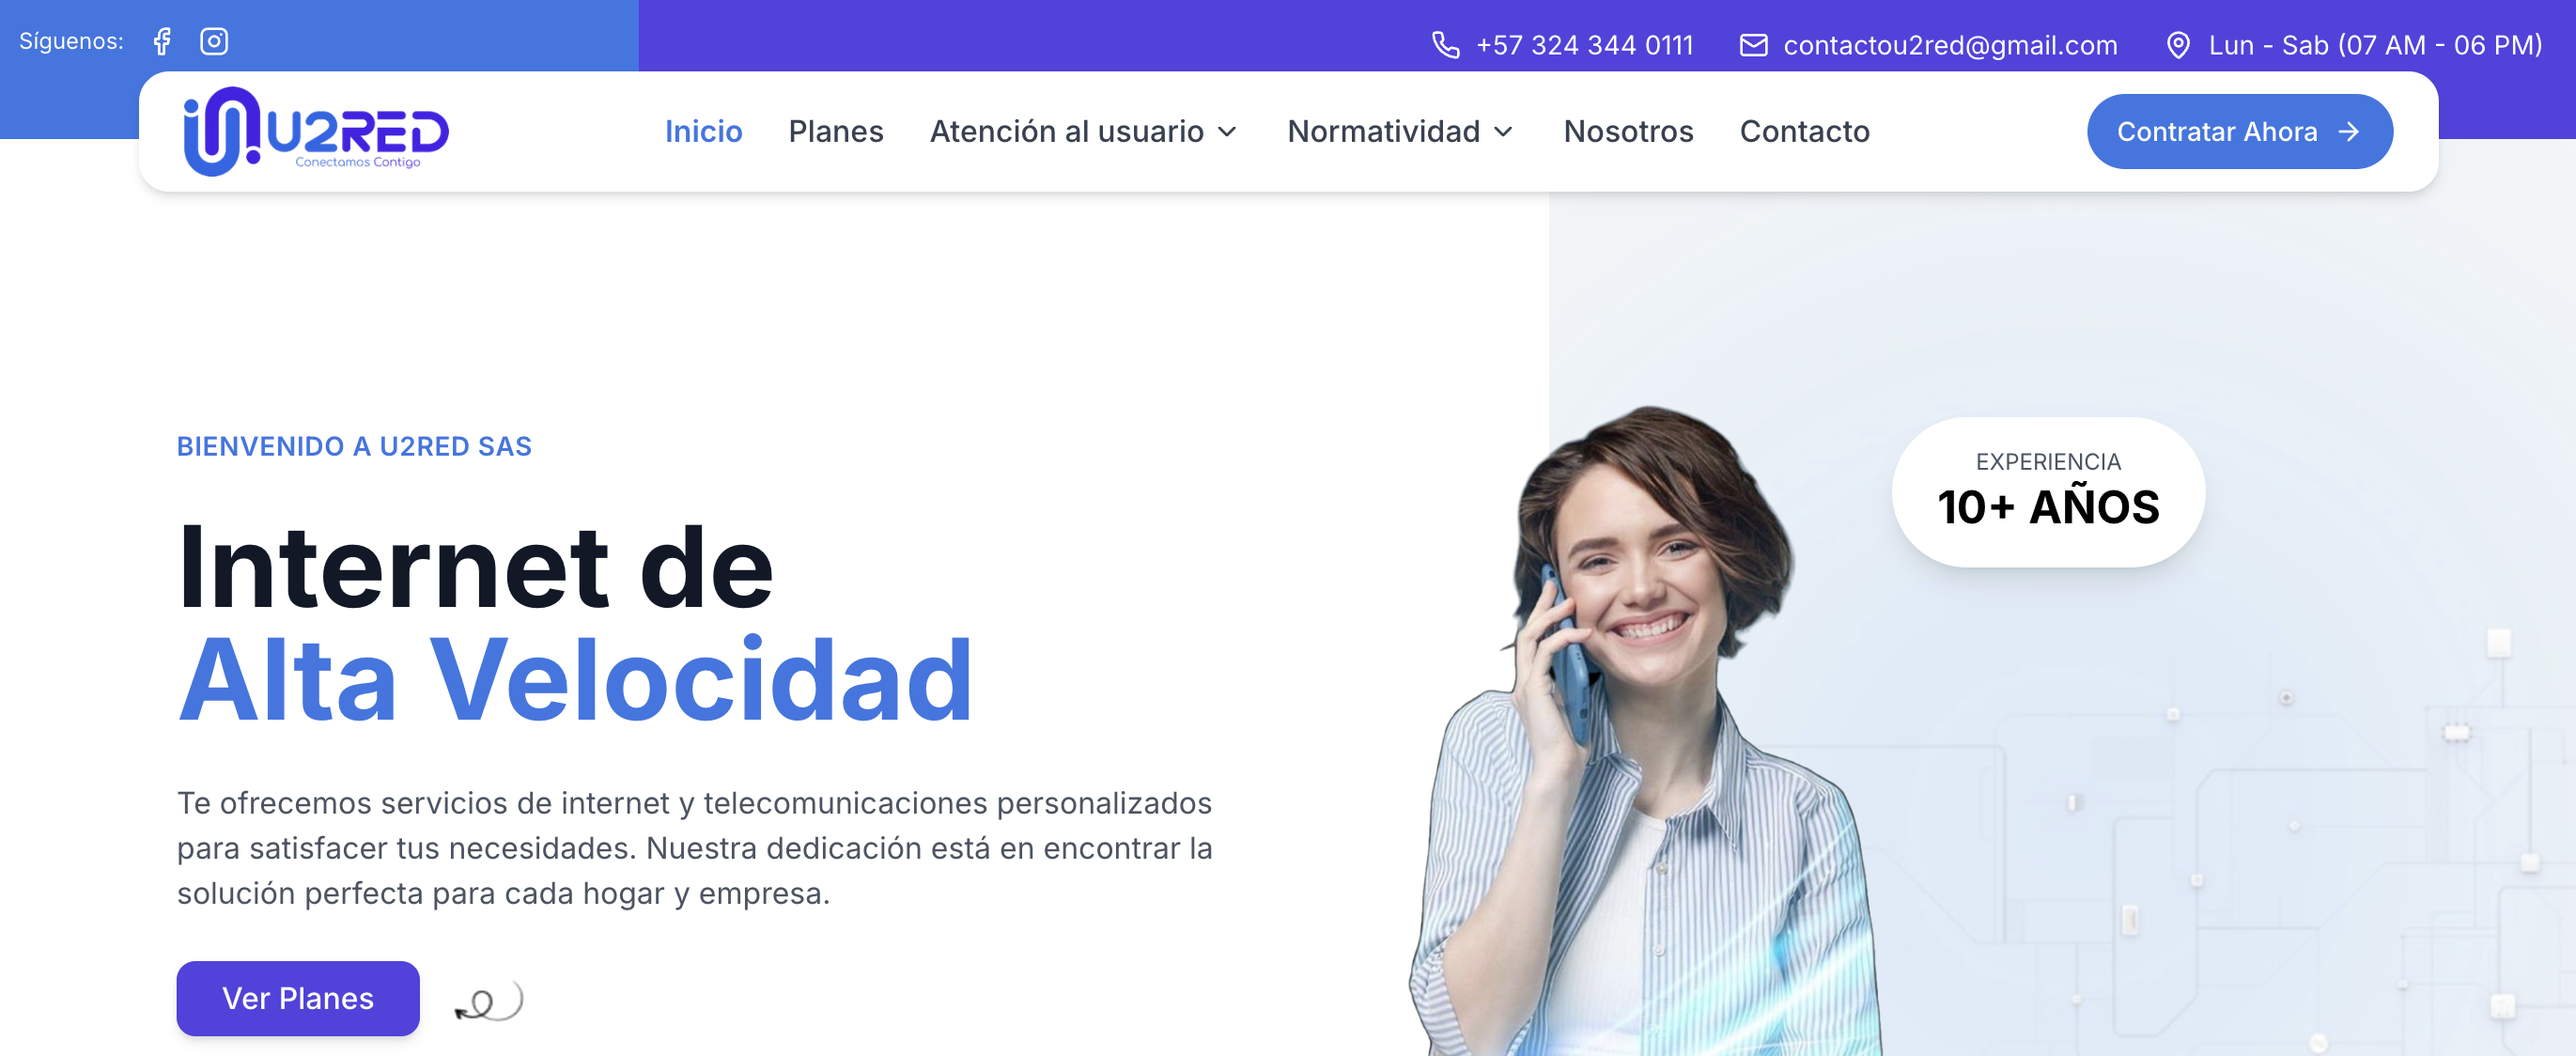 Síguenos:
+57 324 344 0111
contactou2red@gmail.com
Lun - Sab (07 AM - 06 PM)
U2RED
Conectamos Contigo
Inicio
Planes
Atención al usuario
Normatividad
Nosotros
Contacto
Contratar Ahora
BIENVENIDO A U2RED SAS
Internet de
Alta Velocidad
Te ofrecemos servicios de internet y telecomunicaciones personalizados
para satisfacer tus necesidades. Nuestra dedicación está en encontrar la
solución perfecta para cada hogar y empresa.
Ver Planes
EXPERIENCIA
10+ AÑOS